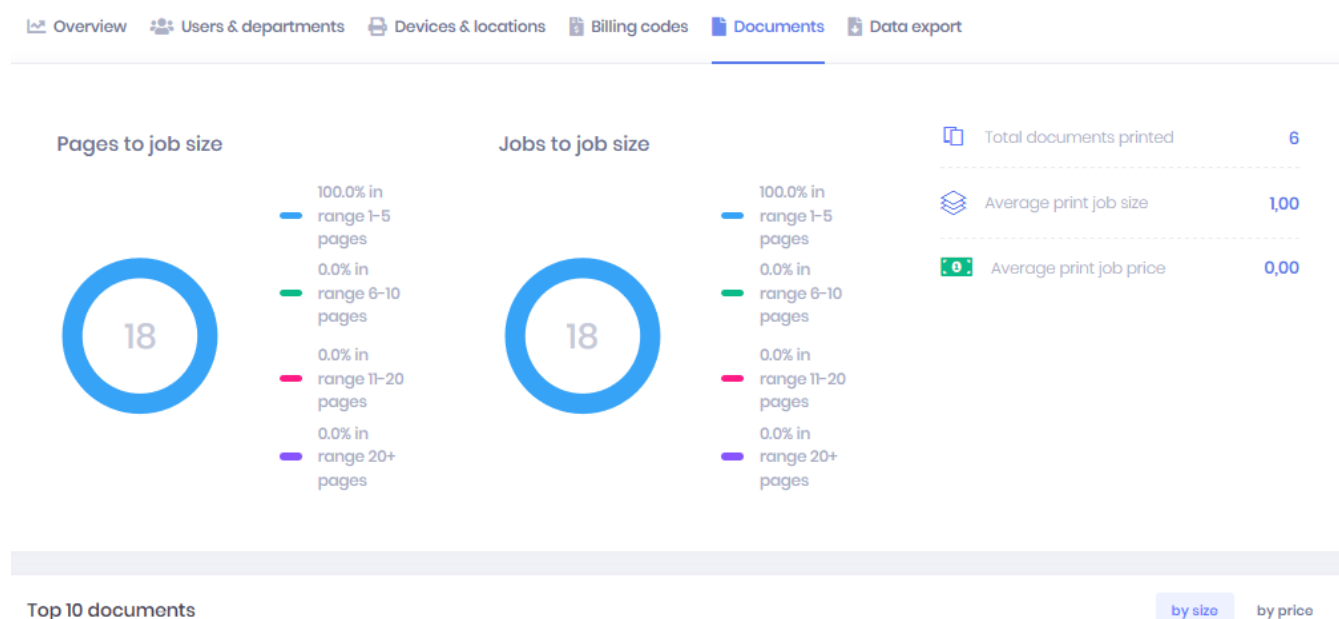 Overview Users & departments Devices & locations Billing codes Documents Data export
Pages to job size
100.0% in
range 1-5
pages
0.0% in
range 6-10
pages
0.0% in
range 11-20
pages
0.0% in
range 20+
pages
18
Jobs to job size
100.0% in
range 1-5
pages
0.0% in
range 6-10
pages
0.0% in
range 11-20
pages
0.0% in
range 20+
pages
18
Total documents printed 6
Average print job size 1,00
Average print job price 0,00
Top 10 documents by size by price